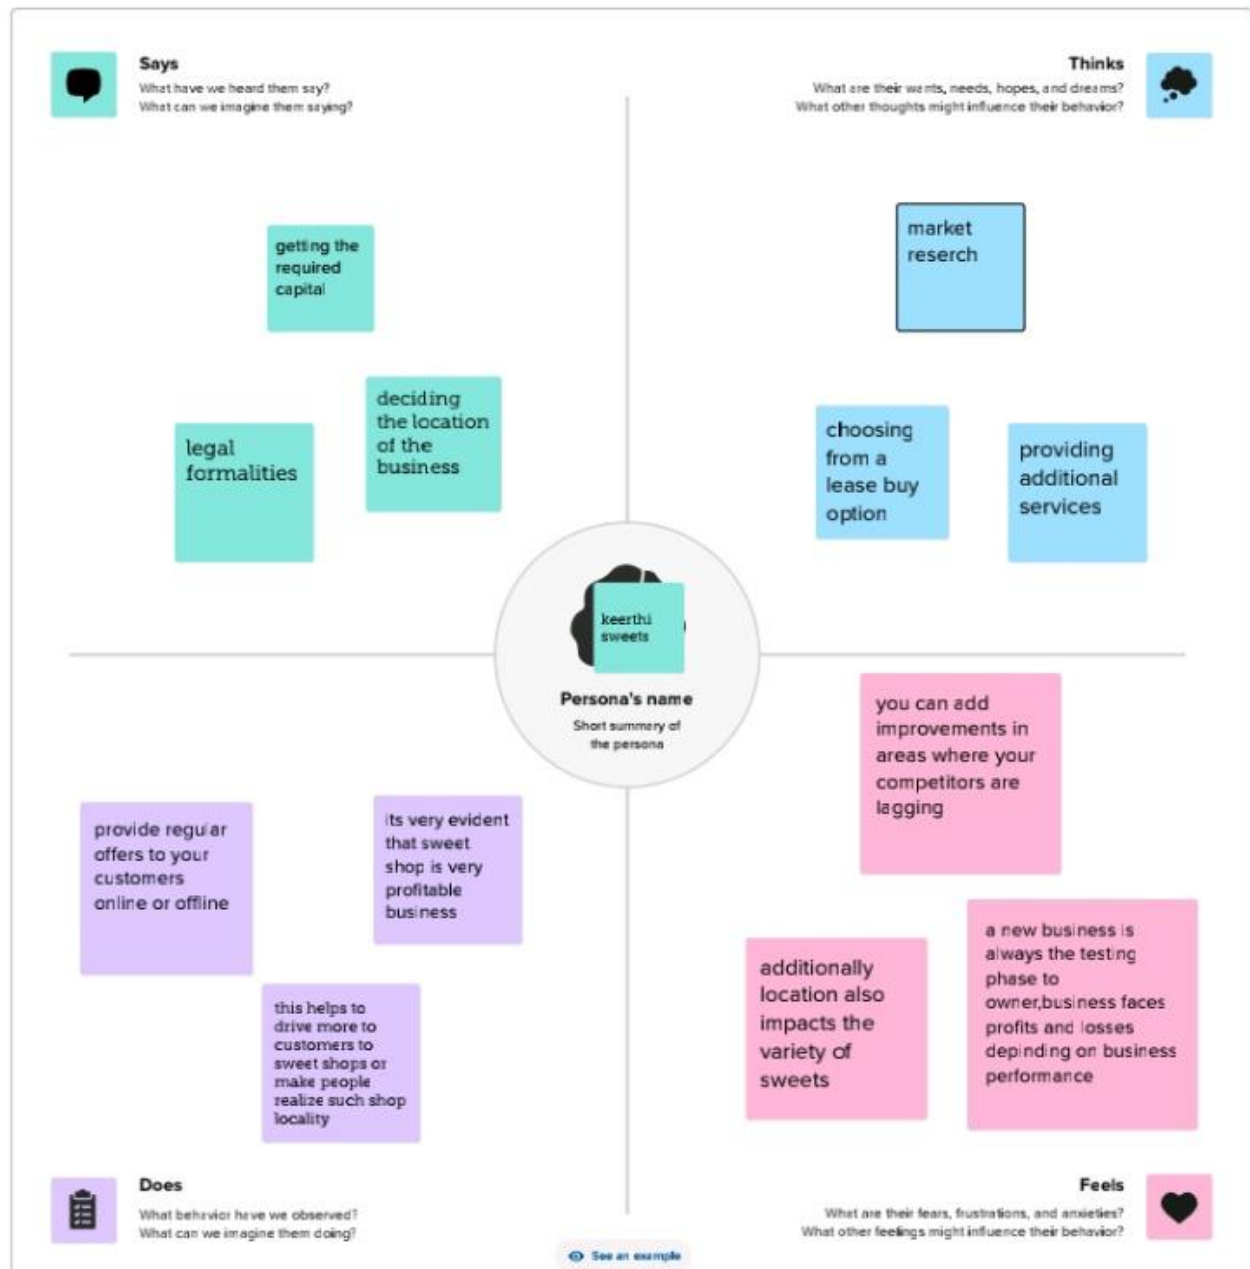 Says
What have we heard them say?
What can we imagine them saying?
Thinks
What are their wants, needs, hopes, and dreams?
What other thoughts might influence their behavior?
getting the
required
capital
deciding
the location
of the
business
legal
formalities
market
reserch
choosing
from a
lease buy
option
providing
additional
services
keerthi
sweets
Persona's name
Short summary of
the persona
provide regular
offers to your
customers
online or offline
its very evident
that sweet
shop is very
profitable
business
this helps to
drive more to
customers to
sweet shops or
make people
realize such shop
locality
you can add
improvements in
areas where your
competitors are
lagging
additionally
location also
impacts the
variety of
sweets
a new business is
always the testing
phase to
owner,business faces
profits and losses
depinding on business
performance
Does
What behavior have we observed?
What can we imagine them doing?
Feels
What are their fears, frustrations, and anxieties?
What other feelings might influence their behavior?
See an example